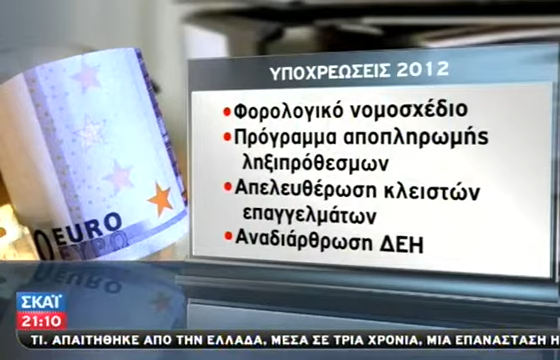 ΥΠΟΧΡΕΩΣΕΙΣ 2012
•Φορολογικό νομοσχέδιο
•Πρόγραμμα αποπληρωμής
ληξιπρόθεσμων
•Απελευθέρωση κλειστών
επαγγελμάτων
•Αναδιάρθρωση ΔΕΗ
EURO
ΕΥΡΩ
ΣΚΑΪ
21:10
ΤΙ. ΑΠΑΙΤΗΘΗΚΕ ΑΠΟ ΤΗΝ ΕΛΛΑΔΑ, ΜΕΣΑ ΣΕ ΤΡΙΑ ΧΡΟΝΙΑ, ΜΙΑ ΕΠΑΝΑΣΤΑΣΗ